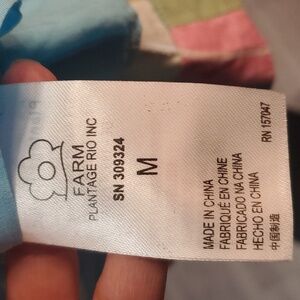 FARM
PLANTAGE RIO INC
SN 309324
M
MADE IN CHINA
FABRIQUÉ EN CHINE
FABRICADO NA CHINA
HECHO EN CHINA
中国制造
RN 157047